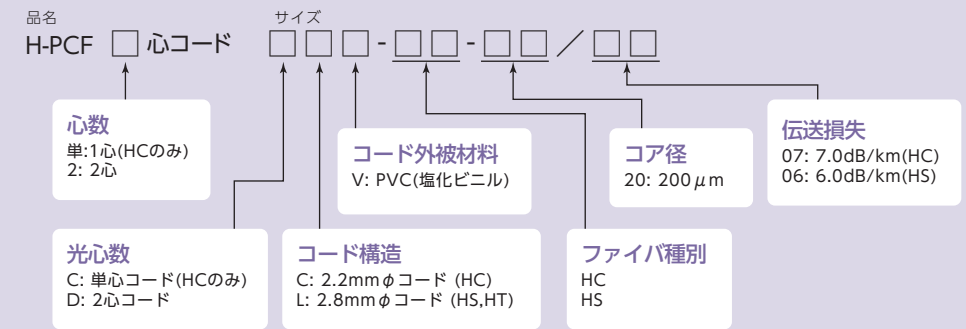 品名
サイズ
H-PCF □心コード □□□-□□-□□/□□
心数
単:1心(HCのみ)
2: 2心
コード外被材料
V: PVC(塩化ビニル)
コア径
20: 200μm
伝送損失
07: 7.0dB/km(HC)
06: 6.0dB/km(HS)
光心数
C: 単心コード(HCのみ)
D: 2心コード
コード構造
C: 2.2mmφコード (HC)
L: 2.8mmφコード (HS,HT)
ファイバ種別
HC
HS